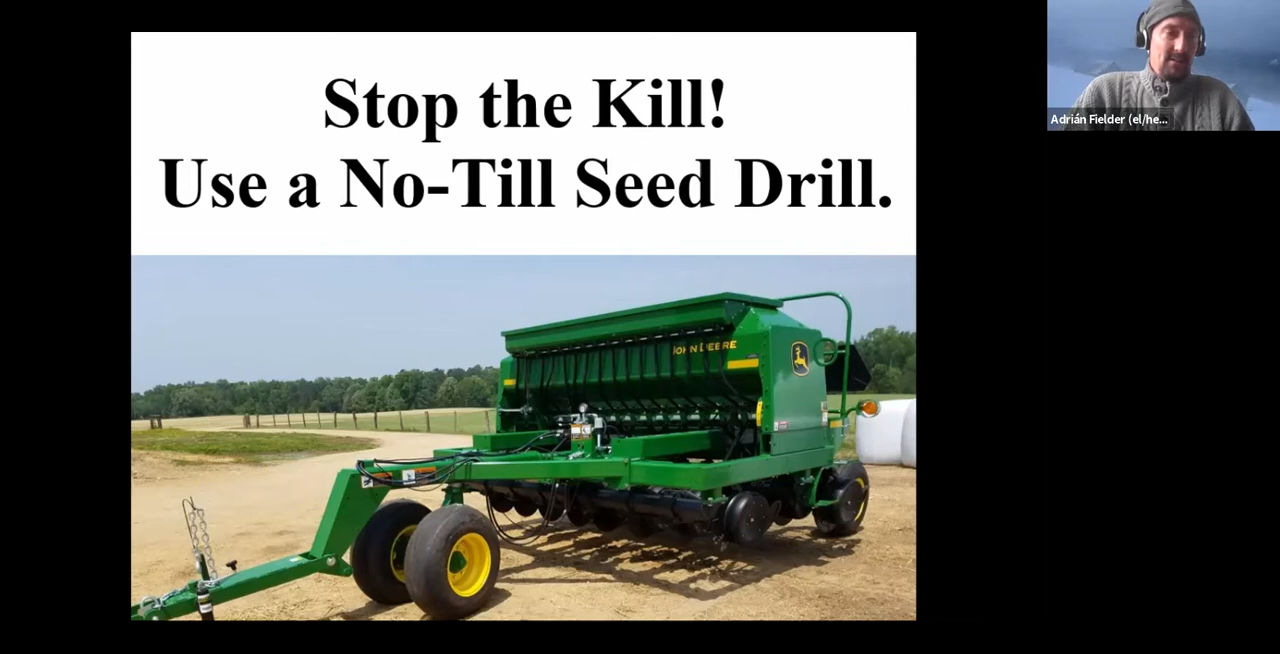 Stop the Kill!
Use a No-Till Seed Drill.
JOHN DEERE
Adrián Fielder (el/he...